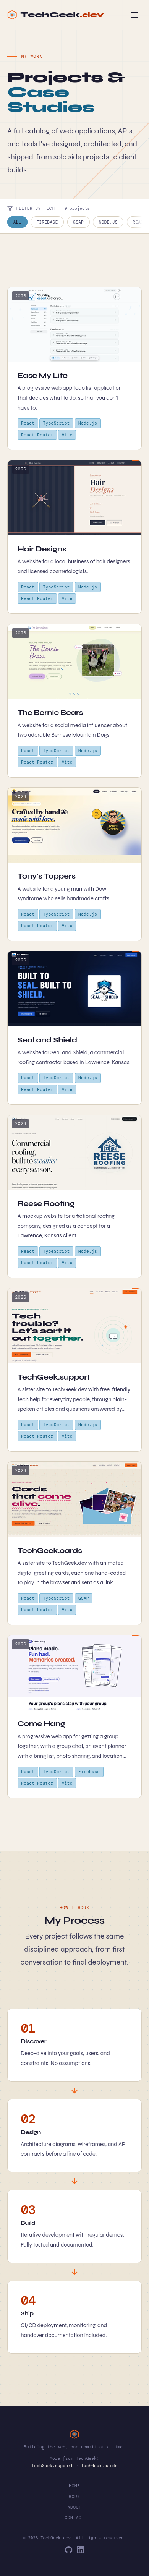 TechGeek.dev
MY WORK
Projects &
Case
Studies
A full catalog of web applications, APIs,
and tools I've designed, architected, and
shipped, from solo side projects to client
builds.
FILTER BY TECH 9 projects
ALL FIREBASE GSAP NODE.JS
2026
Ease My Life
A progressive web app todo list application
that decides what to do, so that you don't
have to.
React TypeScript Node.js
React Router Vite
2026
Hair
Designs
Hair Designs
A website for a local business of hair designers
and licensed cosmetologists.
React TypeScript Node.js
React Router Vite
2026
The Bernie
Bears
The Bernie Bears
A website for a social media influencer about
two adorable Bernese Mountain Dogs.
React TypeScript Node.js
React Router Vite
2026
Crafted by hand &
made with love.
Tony's Toppers
A website for a young man with Down
syndrome who sells handmade crafts.
React TypeScript Node.js
React Router Vite
2026
BUILT TO
SEAL. BUILT
TO SHIELD.
SEAL SHIELD
Seal and Shield
A website for Seal and Shield, a commercial
roofing contractor based in Lawrence, Kansas.
React TypeScript Node.js
React Router Vite
2026
Commercial
roofing,
built to weather
every season.
REESE
ROOFING
Reese Roofing
A mockup website for a fictional roofing
company, designed as a concept for a
Lawrence, Kansas client.
React TypeScript Node.js
React Router Vite
2026
Tech
trouble?
Let's sort it
out together.
TechGeek.support
A sister site to TechGeek.dev with free, friendly
tech help for everyday people, through plain-
spoken articles and questions answered by...
React TypeScript Node.js
React Router Vite
2026
Cards
that come
alive.
TechGeek.cards
A sister site to TechGeek.dev with animated
digital greeting cards, each one hand-coded
to play in the browser and sent as a link.
React TypeScript GSAP
React Router Vite
2026
Plans made.
Fun had.
Memories created.
Your group's plans stay with your group.
Come Hang
A progressive web app for getting a group
together, with a group chat, an event planner
with a bring list, photo sharing, and location...
React TypeScript Firebase
React Router Vite
HOW I WORK
My Process
Every project follows the same
disciplined approach, from first
conversation to final deployment.
01
Discover
Deep-dive into your goals, users, and
constraints. No assumptions.
02
Design
Architecture diagrams, wireframes, and API
contracts before a line of code.
03
Build
Iterative development with regular demos.
Fully tested and documented.
04
Ship
CI/CD deployment, monitoring, and
handover documentation included.
Building the web, one commit at a time.
More from TechGeek:
TechGeek.support TechGeek.cards
HOME
WORK
ABOUT
CONTACT
© 2026 TechGeek.dev. All rights reserved.